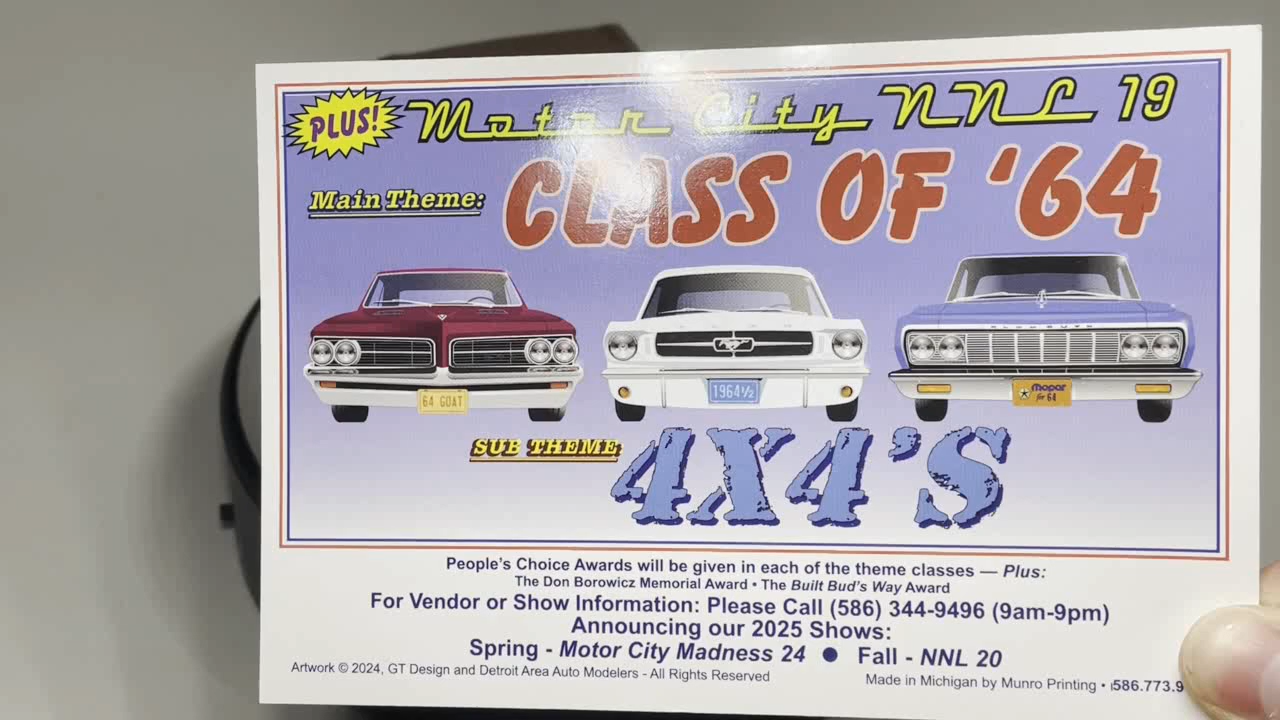 PLUS!
Motor City NNL 19
Main Theme:
CLASS OF '64
64 GOAT
1964½
Mopar
for 64
SUB THEME:
4X4'S
People's Choice Awards will be given in each of the theme classes — Plus:
The Don Borowicz Memorial Award • The Built Bud's Way Award
For Vendor or Show Information: Please Call (586) 344-9496 (9am-9pm)
Announcing our 2025 Shows:
Spring - Motor City Madness 24 ● Fall - NNL 20
Artwork © 2024, GT Design and Detroit Area Auto Modelers - All Rights Reserved
Made in Michigan by Munro Printing • 586.773.9